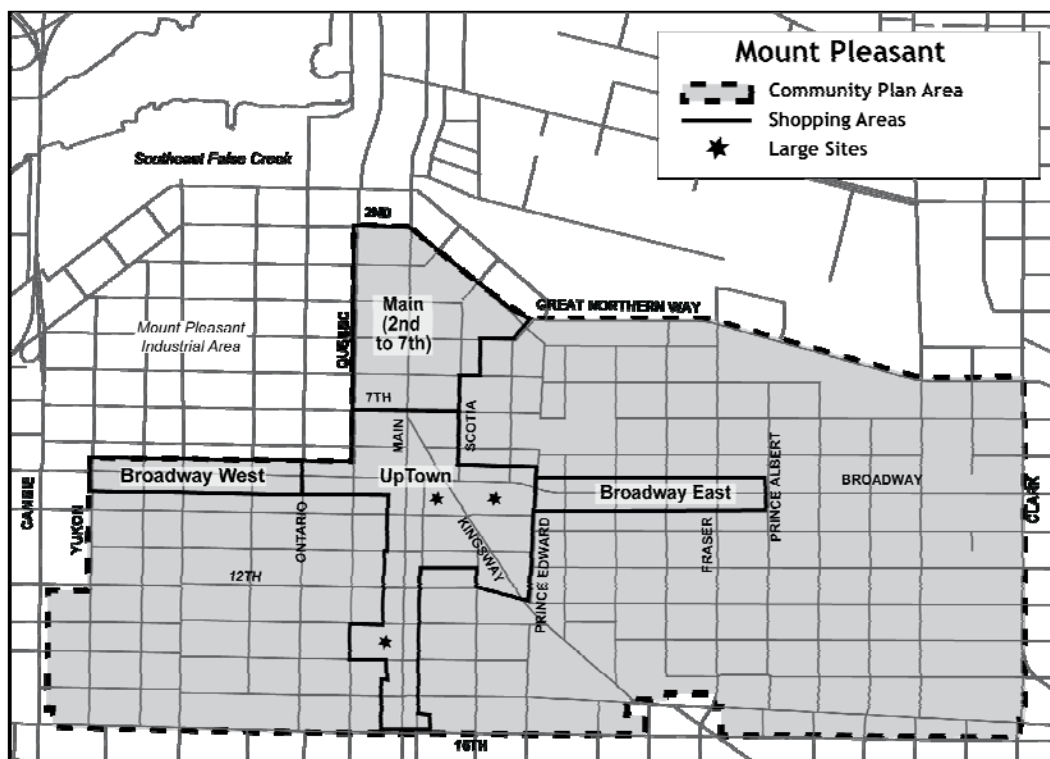 Mount Pleasant
Community Plan Area
Shopping Areas
Large Sites
Southeast False Creek
2ND
GREAT NORTHERN WAY
Main
(2nd
to 7th)
Mount Pleasant
Industrial Area
QUEBEC
7TH
MAIN
SCOTIA
Broadway West
UpTown
Broadway East
BROADWAY
PRINCE ALBERT
CAMBIE
YUKON
ONTARIO
KINGSWAY
PRINCE EDWARD
FRASER
CLARK
12TH
16TH